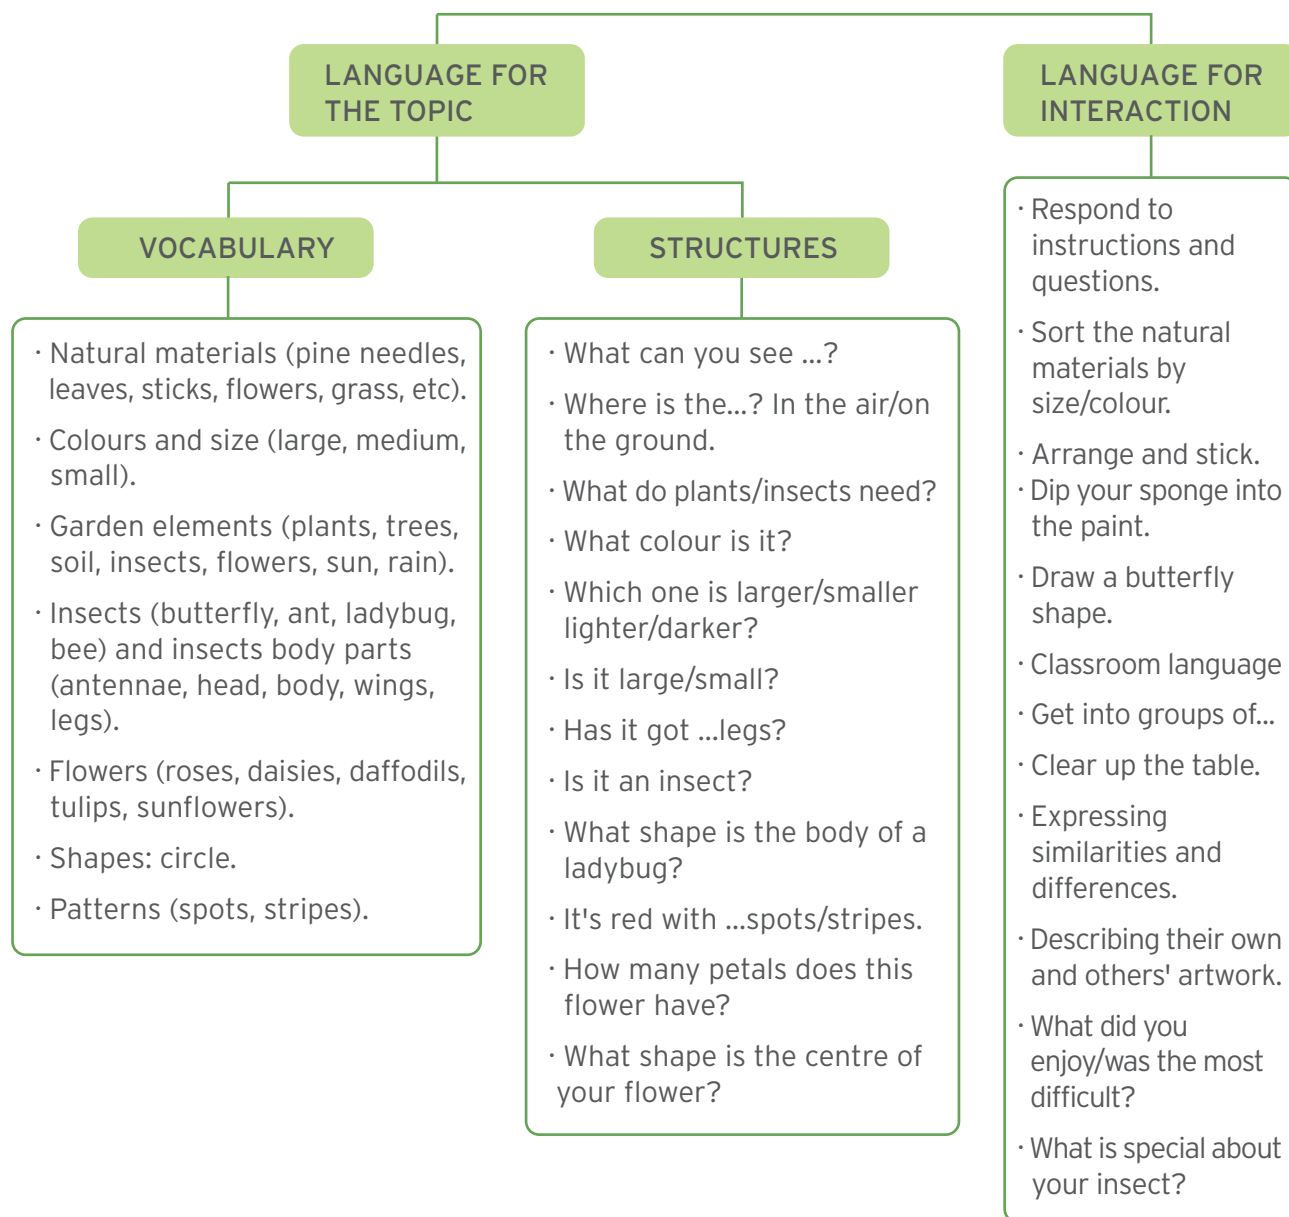 LANGUAGE FOR
THE TOPIC
VOCABULARY
· Natural materials (pine needles,
leaves, sticks, flowers, grass, etc).
· Colours and size (large, medium,
small).
· Garden elements (plants, trees,
soil, insects, flowers, sun, rain).
· Insects (butterfly, ant, ladybug,
bee) and insects body parts
(antennae, head, body, wings,
legs).
· Flowers (roses, daisies, daffodils,
tulips, sunflowers).
· Shapes: circle.
· Patterns (spots, stripes).
STRUCTURES
· What can you see ...?
· Where is the...? In the air/on
the ground.
· What do plants/insects need?
· What colour is it?
· Which one is larger/smaller
lighter/darker?
· Is it large/small?
· Has it got ...legs?
· Is it an insect?
· What shape is the body of a
ladybug?
· It's red with ...spots/stripes.
· How many petals does this
flower have?
· What shape is the centre of
your flower?
LANGUAGE FOR
INTERACTION
· Respond to
instructions and
questions.
· Sort the natural
materials by
size/colour.
· Arrange and stick.
· Dip your sponge into
the paint.
· Draw a butterfly
shape.
· Classroom language
· Get into groups of...
· Clear up the table.
· Expressing
similarities and
differences.
· Describing their own
and others' artwork.
· What did you
enjoy/was the most
difficult?
· What is special about
your insect?